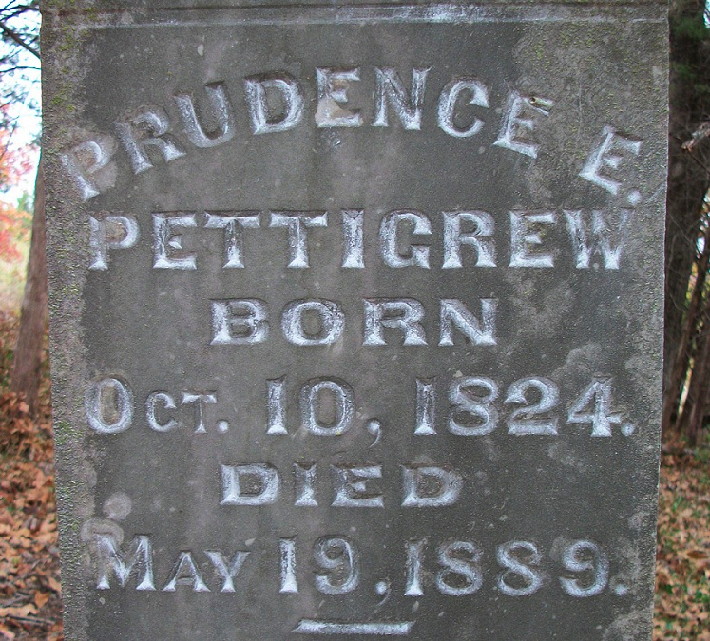 PRUDENCE E.
PETTIGREW
BORN
OCT. 10, 1824.
DIED
MAY 19, 1889.